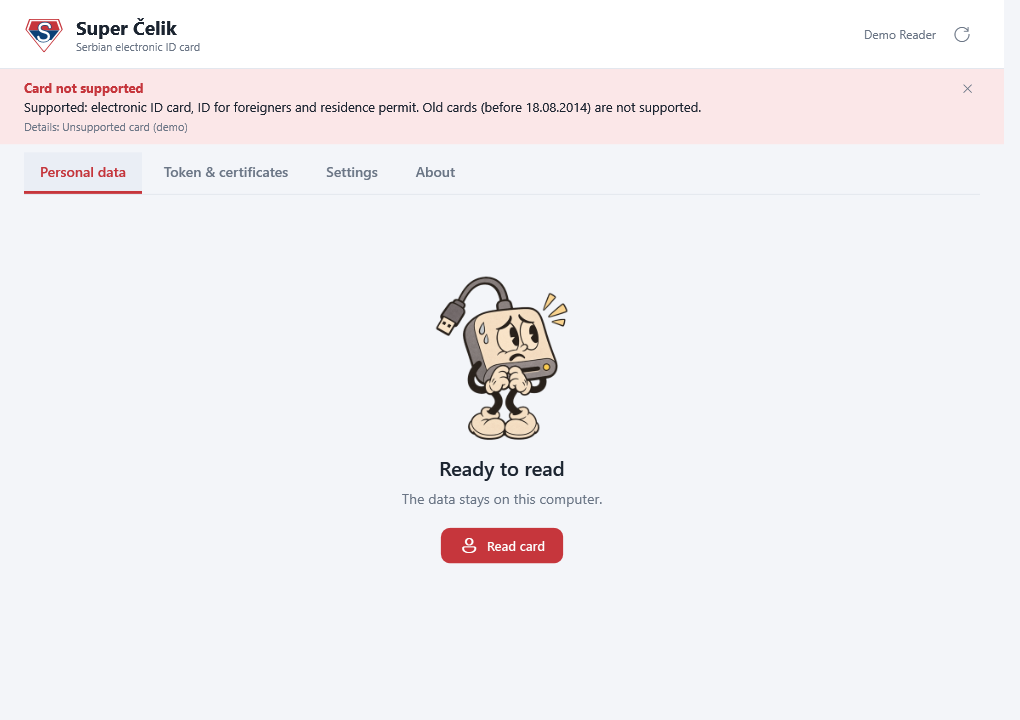 Super Čelik
Serbian electronic ID card
Demo Reader
Card not supported
Supported: electronic ID card, ID for foreigners and residence permit. Old cards (before 18.08.2014) are not supported.
Details: Unsupported card (demo)
Personal data
Token & certificates
Settings
About
Ready to read
The data stays on this computer.
Read card